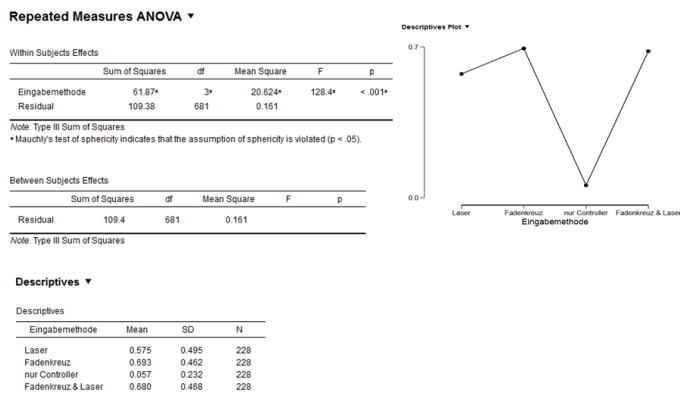 Repeated Measures ANOVA ▼
Within Subjects Effects
Sum of Squares df Mean Square F p
Eingabemethode 61.87ᵃ 3ᵃ 20.624ᵃ 128.4ᵃ < .001ᵃ
Residual 109.38 681 0.161
Note. Type III Sum of Squares
ᵃ Mauchly's test of sphericity indicates that the assumption of sphericity is violated (p < .05).
Between Subjects Effects
Sum of Squares df Mean Square F p
Residual 109.4 681 0.161
Note. Type III Sum of Squares
Descriptives ▼
Descriptives
Eingabemethode Mean SD N
Laser 0.575 0.495 228
Fadenkreuz 0.693 0.462 228
nur Controller 0.057 0.232 228
Fadenkreuz & Laser 0.680 0.468 228
Descriptives Plot ▼
0.7
0.0
Laser Fadenkreuz nur Controller Fadenkreuz & Laser
Eingabemethode